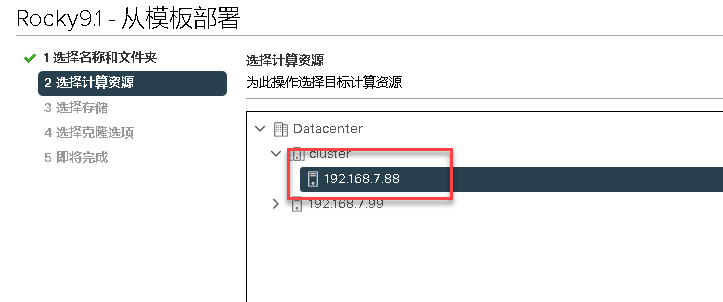 Rocky9.1 - 从模板部署
1 选择名称和文件夹
2 选择计算资源
3 选择存储
4 选择克隆选项
5 即将完成
选择计算资源
为此操作选择目标计算资源
Datacenter
cluster
192.168.7.88
192.168.7.99